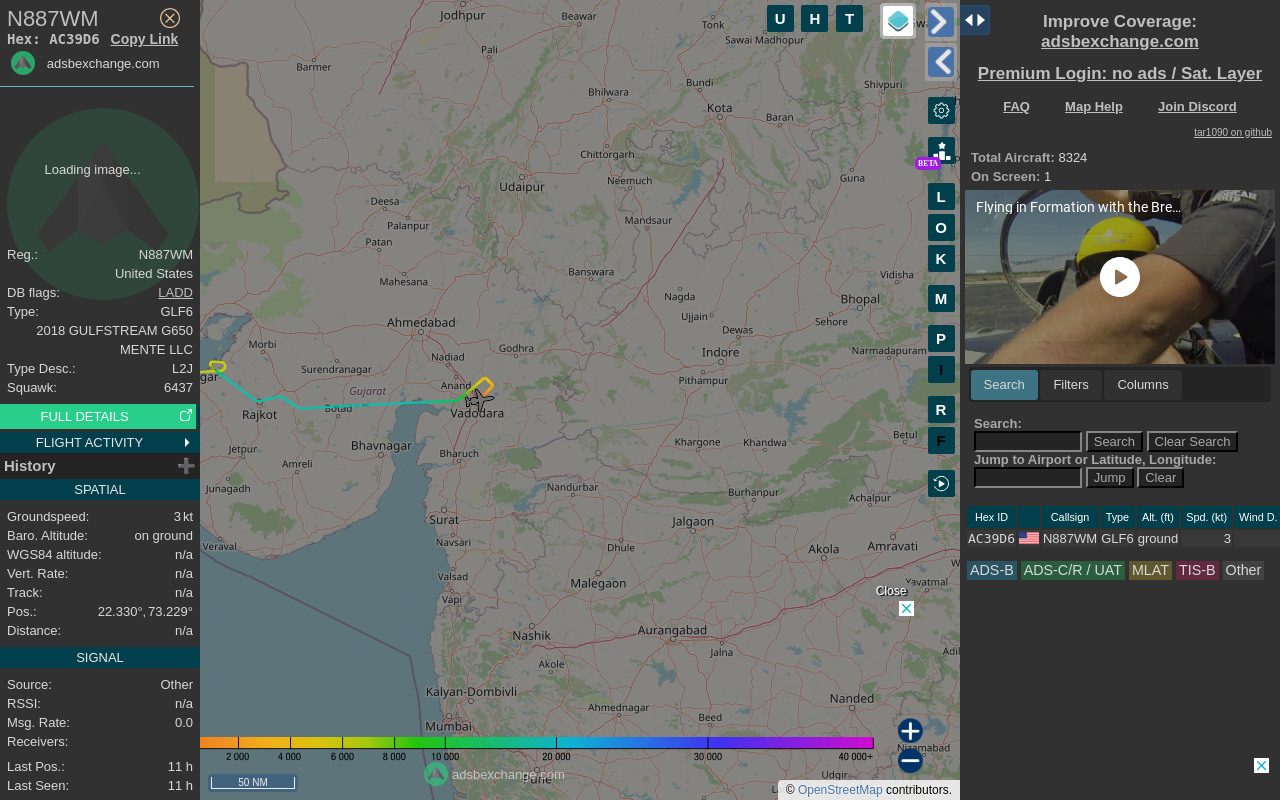 N887WM
Hex: AC39D6 Copy Link
adsbexchange.com
Loading image...
Reg.: N887WM
United States
DB flags: LADD
Type: GLF6
2018 GULFSTREAM G650
MENTE LLC
Type Desc.: L2J
Squawk: 6437
FULL DETAILS
FLIGHT ACTIVITY
History
SPATIAL
Groundspeed: 3 kt
Baro. Altitude: on ground
WGS84 altitude: n/a
Vert. Rate: n/a
Track: n/a
Pos.: 22.330°, 73.229°
Distance: n/a
SIGNAL
Source: Other
RSSI: n/a
Msg. Rate: 0.0
Receivers:
Last Pos.: 11 h
Last Seen: 11 h
Jodhpur
Beawar
Tonk
Sawai Madhopur
Pali
Barmer
Bundi
Shivpuri
Bhilwara
Kota
Baran
Chittorgarh
Guna
Udaipur
Neemuch
Deesa
Mandsaur
Palanpur
Patan
Banswara
Vidisha
Mahesana
Nagda
Bhopal
Ujjain
Sehore
Ahmedabad
Dewas
Morbi
Godhra
Indore
Narmadapuram
Nadiad
Surendranagar
gar
Anand
Pithampur
Gujarat
Rajkot
Botad
Vadodara
Betul
Bhavnagar
Khargone
Khandwa
Jetpur
Bharuch
Amreli
Junagadh
Nandurbar
Burhanpur
Achalpur
Surat
Jalgaon
Navsari
Veraval
Dhule
Akola
Amravati
Valsad
Malegaon
Yavatmal
Vapi
Nashik
Aurangabad
Jalna
Akole
Adil
Kalyan-Dombivli
Nanded
Ahmednagar
Beed
Mumbai
Nizamabad
Pune
Udgir
U H T
BETA
L
O
K
M
P
I
R
F
Close
2 000 4 000 6 000 8 000 10 000 20 000 30 000 40 000+
50 NM
adsbexchange.com
© OpenStreetMap contributors.
Improve Coverage:
adsbexchange.com
Premium Login: no ads / Sat. Layer
FAQ Map Help Join Discord
tar1090 on github
Total Aircraft: 8324
On Screen: 1
Flying in Formation with the Bre...
Search Filters Columns
Search:
Search Clear Search
Jump to Airport or Latitude, Longitude:
Jump Clear
Hex ID Callsign Type Alt. (ft) Spd. (kt) Wind D.
AC39D6 N887WM GLF6 ground 3
ADS-B ADS-C/R / UAT MLAT TIS-B Other